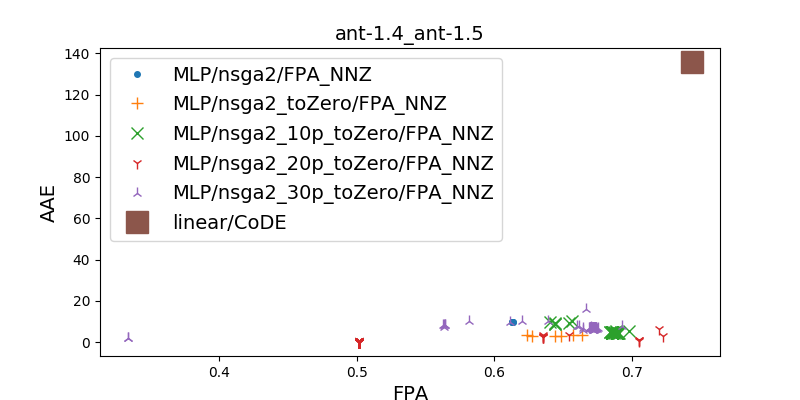 ant-1.4_ant-1.5
140
120
100
80
60
40
20
0
AAE
MLP/nsga2/FPA_NNZ
MLP/nsga2_toZero/FPA_NNZ
MLP/nsga2_10p_toZero/FPA_NNZ
MLP/nsga2_20p_toZero/FPA_NNZ
MLP/nsga2_30p_toZero/FPA_NNZ
linear/CoDE
0.4 0.5 0.6 0.7
FPA